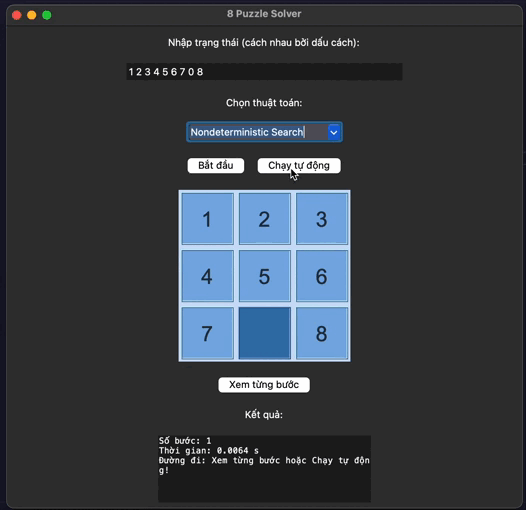 8 Puzzle Solver
Nhập trạng thái (cách nhau bởi dấu cách):
1 2 3 4 5 6 7 0 8
Chọn thuật toán:
Nondeterministic Search
Bắt đầu Chạy tự động
1 2 3
4 5 6
7 8
Xem từng bước
Kết quả:
Số bước: 1
Thời gian: 0.0064 s
Đường đi: Xem từng bước hoặc Chạy tự độn
g!